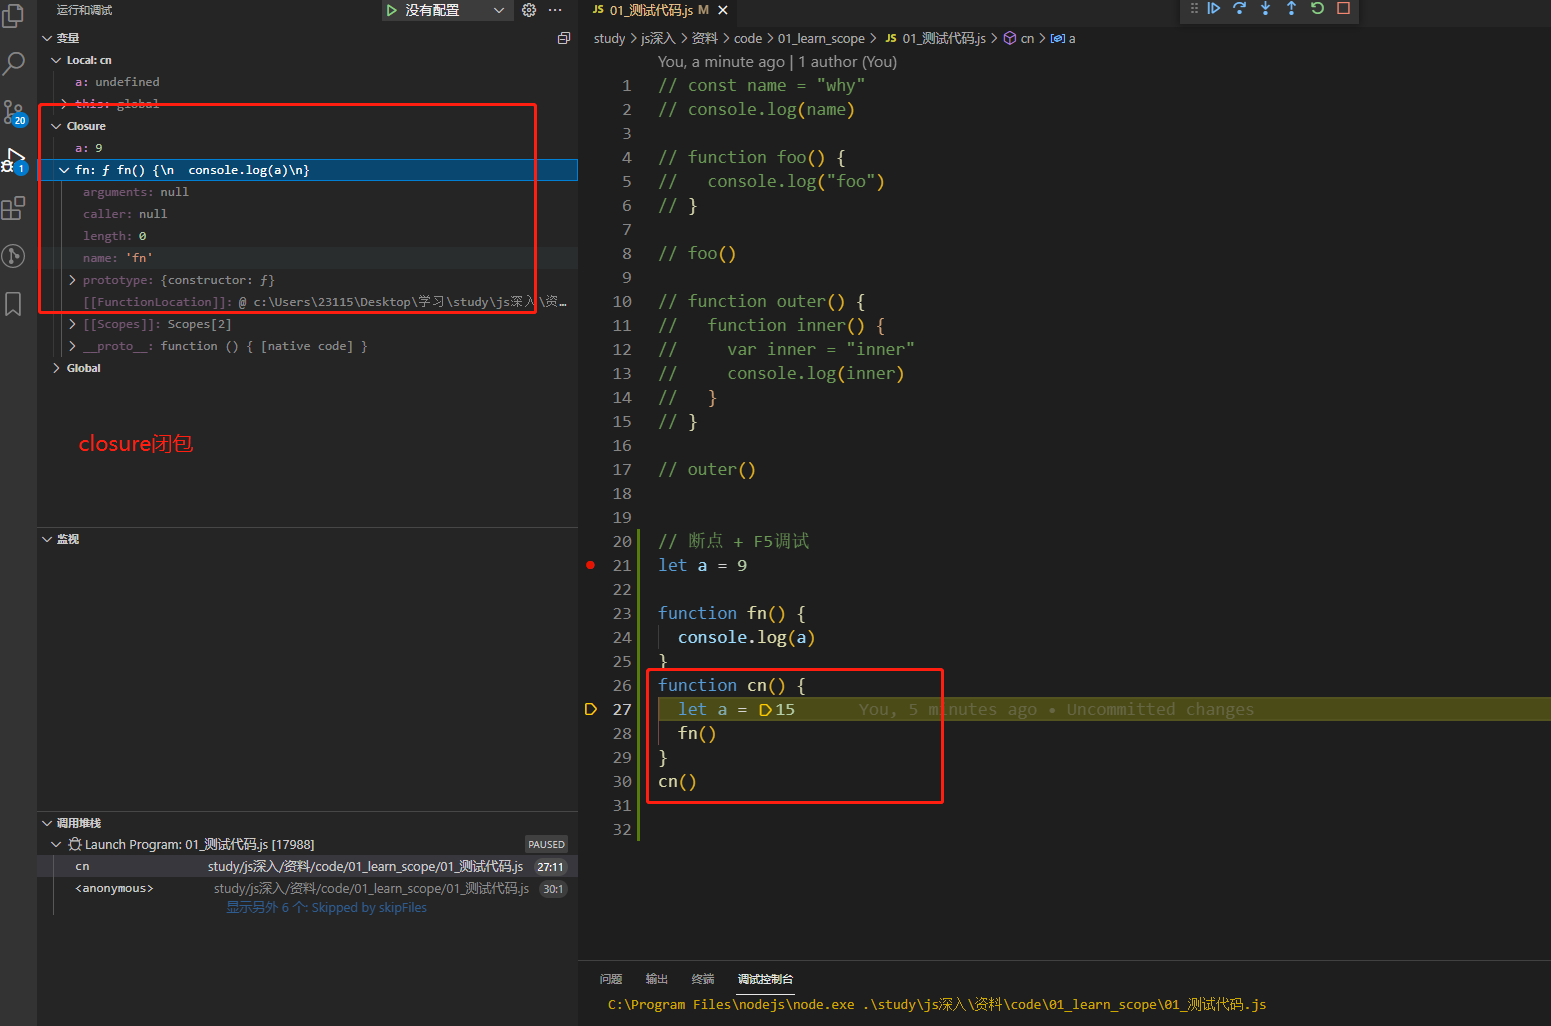 运行和调试
没有配置
变量
Local: cn
a: undefined
this: global
Closure
a: 9
fn: ƒ fn() {\n  console.log(a)\n}
arguments: null
caller: null
length: 0
name: 'fn'
prototype: {constructor: ƒ}
[[FunctionLocation]]: @ c:\Users\23115\Desktop\学习\study\js深入\资…
[[Scopes]]: Scopes[2]
__proto__: function () { [native code] }
Global
closure闭包
监视
调用堆栈
Launch Program: 01_测试代码.js [17988] PAUSED
cn study/js深入/资料/code/01_learn_scope/01_测试代码.js 27:11
<anonymous> study/js深入/资料/code/01_learn_scope/01_测试代码.js 30:1
显示另外 6 个: Skipped by skipFiles
20
1
JS 01_测试代码.js M
study > js深入 > 资料 > code > 01_learn_scope > JS 01_测试代码.js > cn > a
You, a minute ago | 1 author (You)
1 // const name = "why"
2 // console.log(name)
3
4 // function foo() {
5 //   console.log("foo")
6 // }
7
8 // foo()
9
10 // function outer() {
11 //   function inner() {
12 //     var inner = "inner"
13 //     console.log(inner)
14 //   }
15 // }
16
17 // outer()
18
19
20 // 断点 + F5调试
21 let a = 9
22
23 function fn() {
24   console.log(a)
25 }
26 function cn() {
27   let a = 15 You, 5 minutes ago • Uncommitted changes
28   fn()
29 }
30 cn()
31
32
问题 输出 终端 调试控制台
C:\Program Files\nodejs\node.exe .\study\js深入\资料\code\01_learn_scope\01_测试代码.js